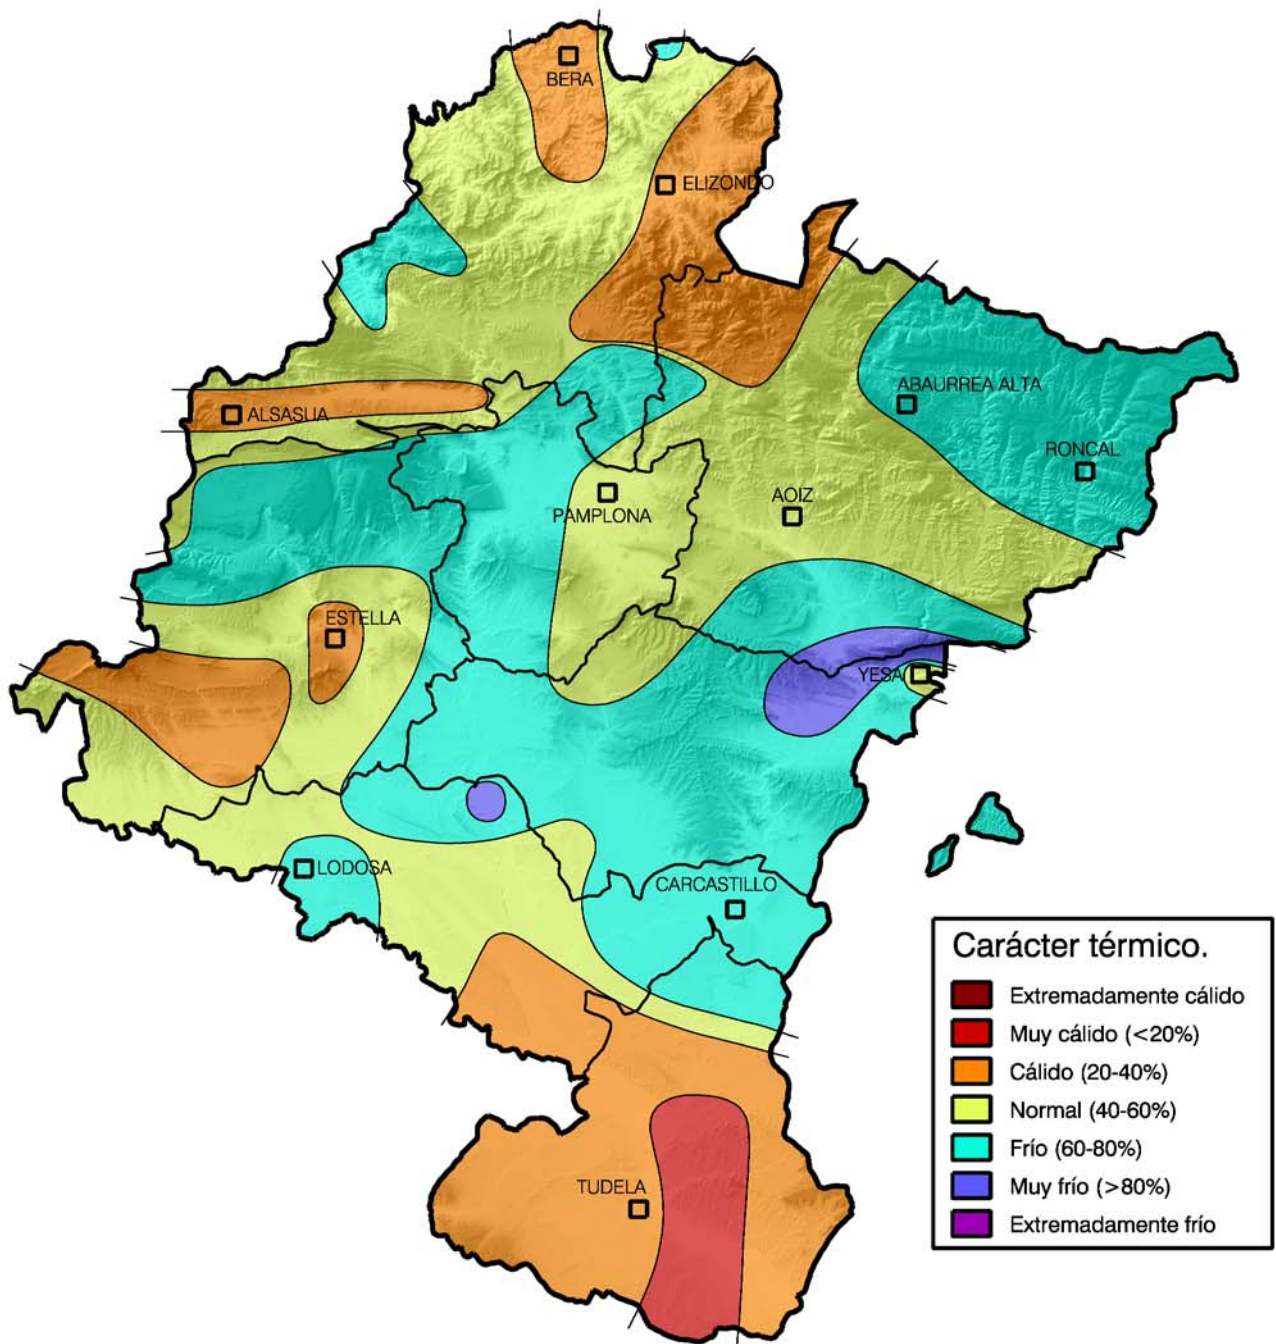 BERA
ELIZONDO
ALSASUA
ABAURREA ALTA
RONCAL
PAMPLONA
AOIZ
ESTELLA
YESA
LODOSA
CARCASTILLO
TUDELA
Carácter térmico.
Extremadamente cálido
Muy cálido (<20%)
Cálido (20-40%)
Normal (40-60%)
Frío (60-80%)
Muy frío (>80%)
Extremadamente frío